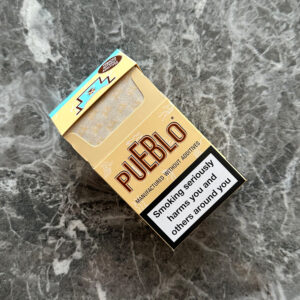 PUEBLO
MANUFACTURED WITHOUT ADDITIVES
Smoking seriously
harms you and
others around you